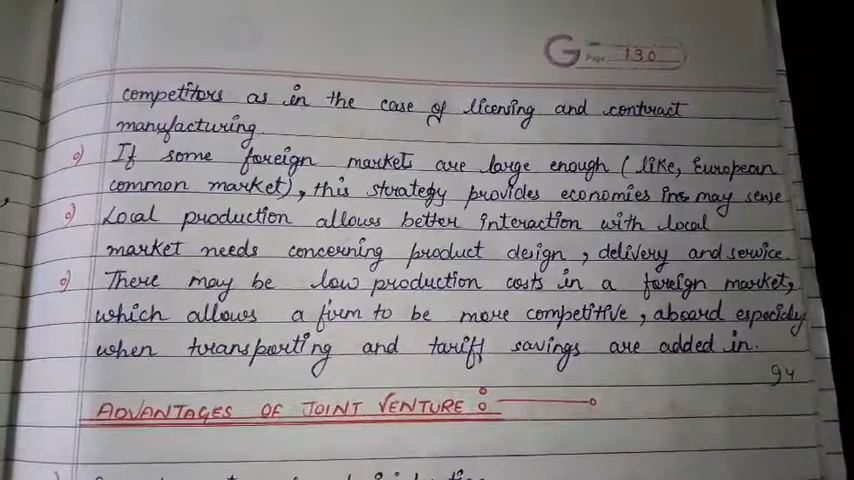 G
Page 130
competitors as in the case of licensing and contract
manufacturing
If some foreign markets are large enough (like, European
common market), this strategy provides economies in may sense
Local production allows better interaction with local
market needs concerning product design, delivery and service.
There may be low production costs in a foreign market,
which allows a firm to be more competitive, aboard especially
when transporting and tariff savings are added in.
94
ADVANTAGES OF JOINT VENTURE :